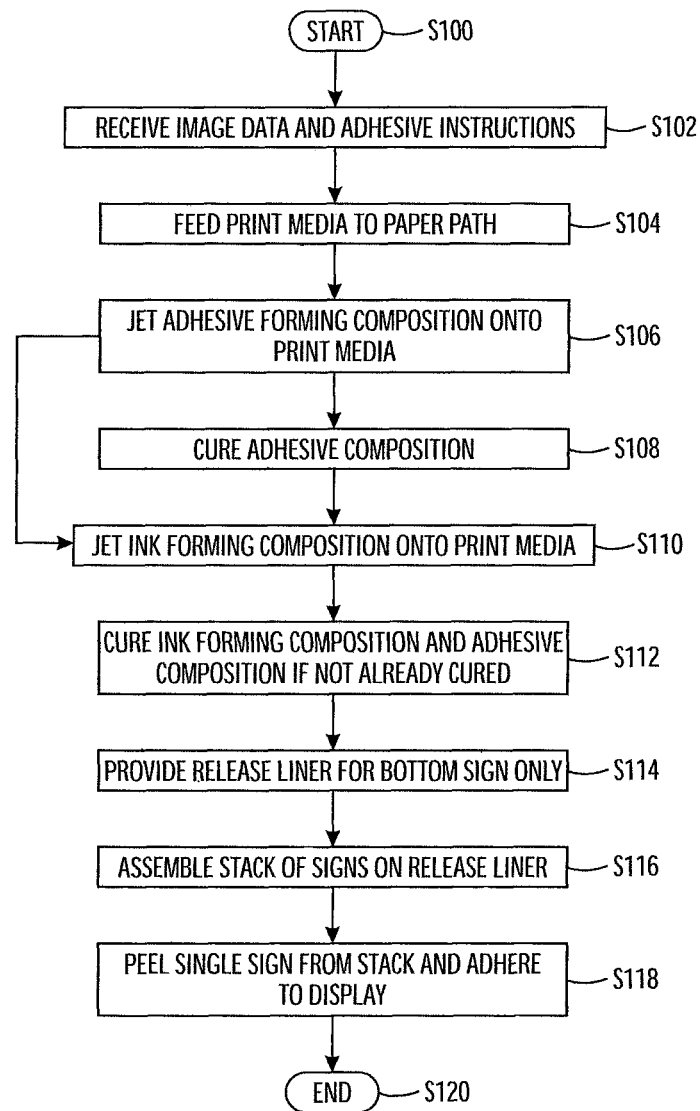 START S100
RECEIVE IMAGE DATA AND ADHESIVE INSTRUCTIONS S102
FEED PRINT MEDIA TO PAPER PATH S104
JET ADHESIVE FORMING COMPOSITION ONTO
PRINT MEDIA S106
CURE ADHESIVE COMPOSITION S108
JET INK FORMING COMPOSITION ONTO PRINT MEDIA S110
CURE INK FORMING COMPOSITION AND ADHESIVE
COMPOSITION IF NOT ALREADY CURED S112
PROVIDE RELEASE LINER FOR BOTTOM SIGN ONLY S114
ASSEMBLE STACK OF SIGNS ON RELEASE LINER S116
PEEL SINGLE SIGN FROM STACK AND ADHERE
TO DISPLAY S118
END S120